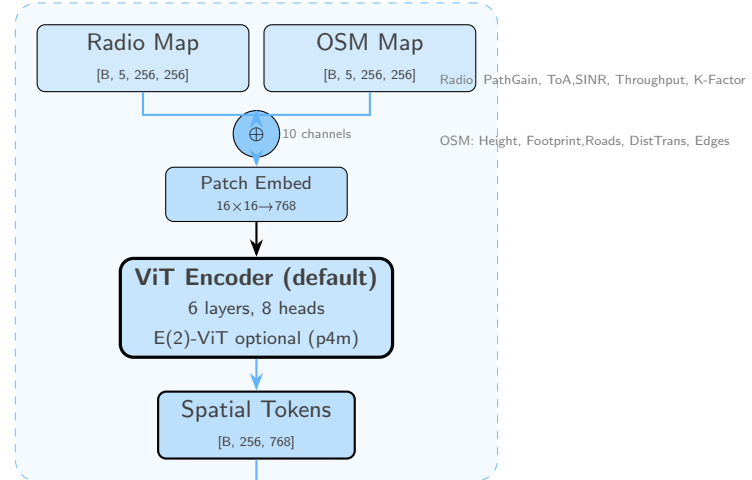 Radio Map
[B, 5, 256, 256]
OSM Map
[B, 5, 256, 256]
Radio: PathGain, ToA,SINR, Throughput, K-Factor
⊕
10 channels
OSM: Height, Footprint,Roads, DistTrans, Edges
Patch Embed
16×16→768
ViT Encoder (default)
6 layers, 8 heads
E(2)-ViT optional (p4m)
Spatial Tokens
[B, 256, 768]